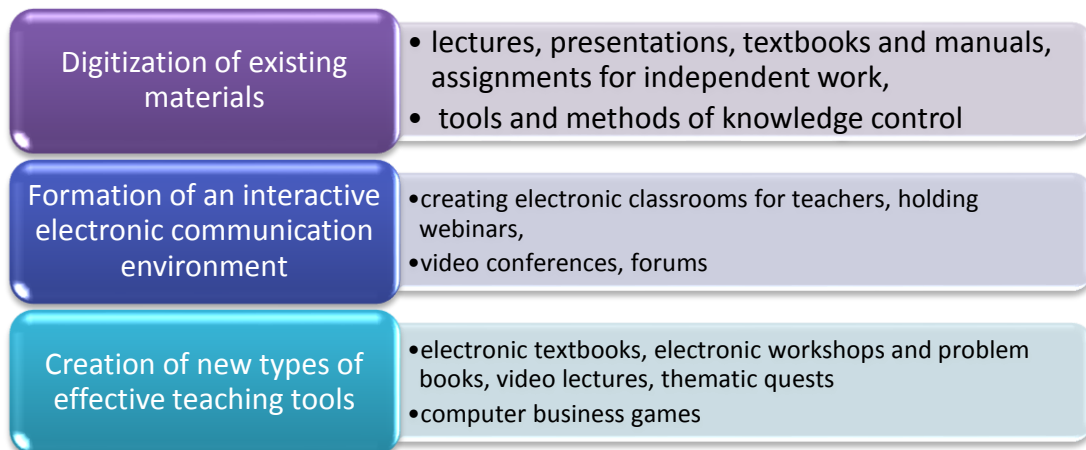 Digitization of existing
materials
• lectures, presentations, textbooks and manuals,
assignments for independent work,
• tools and methods of knowledge control
Formation of an interactive
electronic communication
environment
•creating electronic classrooms for teachers, holding
webinars,
•video conferences, forums
Creation of new types of
effective teaching tools
•electronic textbooks, electronic workshops and problem
books, video lectures, thematic quests
•computer business games